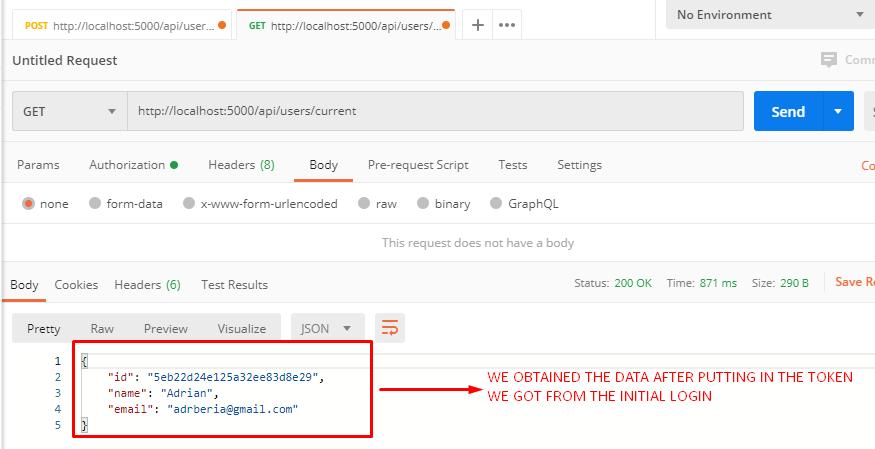 POST http://localhost:5000/api/user...
GET http://localhost:5000/api/users/...
No Environment
Untitled Request
Comm
GET http://localhost:5000/api/users/current Send
Params Authorization Headers (8) Body Pre-request Script Tests Settings Co
none form-data x-www-form-urlencoded raw binary GraphQL
This request does not have a body
Body Cookies Headers (6) Test Results Status: 200 OK Time: 871 ms Size: 290 B Save Re
Pretty Raw Preview Visualize JSON
1 {
2 "id": "5eb22d24e125a32ee83d8e29",
3 "name": "Adrian",
4 "email": "adrberia@gmail.com"
5 }
WE OBTAINED THE DATA AFTER PUTTING IN THE TOKEN
WE GOT FROM THE INITIAL LOGIN